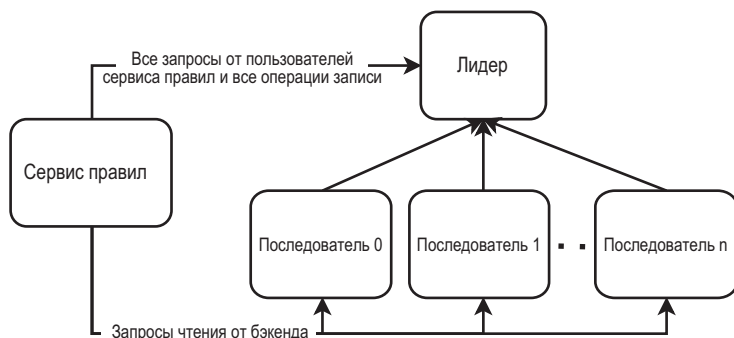 Все запросы от пользователей
сервиса правил и все операции записи
Лидер
Сервис правил
Последователь 0
Последователь 1
Последователь n
Запросы чтения от бэкенда